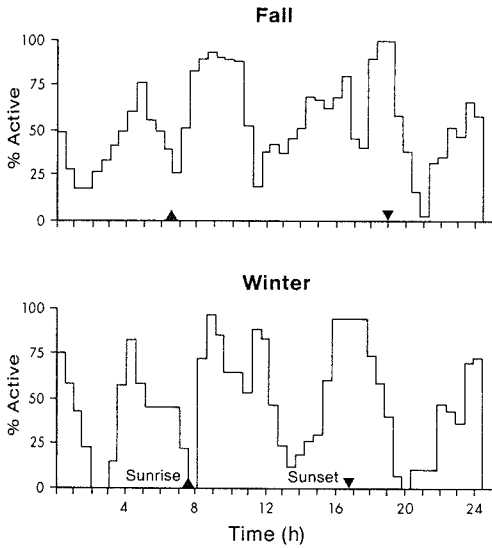 Fall
100
75
50
25
0
% Active
Winter
100
75
50
25
0
% Active
Sunrise
Sunset
4
8
12
16
20
24
Time (h)